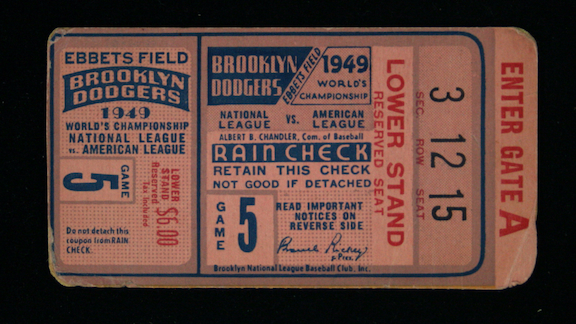 EBBETS FIELD
BROOKLYN
DODGERS
1949
WORLD'S CHAMPIONSHIP
NATIONAL LEAGUE
vs. AMERICAN LEAGUE
5
GAME
LOWER STAND
Reserved
$6.00
Tax Included
Do not detach this
coupon from RAIN
CHECK.
BROOKLYN
DODGERS
EBBETS FIELD
1949
WORLD'S
CHAMPIONSHIP
NATIONAL LEAGUE
VS.
AMERICAN LEAGUE
ALBERT B. CHANDLER, Com. of Baseball
RAIN CHECK
RETAIN THIS CHECK
NOT GOOD IF DETACHED
GAME
5
READ IMPORTANT
NOTICES ON
REVERSE SIDE
Branch Rickey
Pres.
Brooklyn National League Baseball Club, Inc.
LOWER STAND
RESERVED SEAT
SEC ROW SEAT
3 12 15
ENTER GATE A